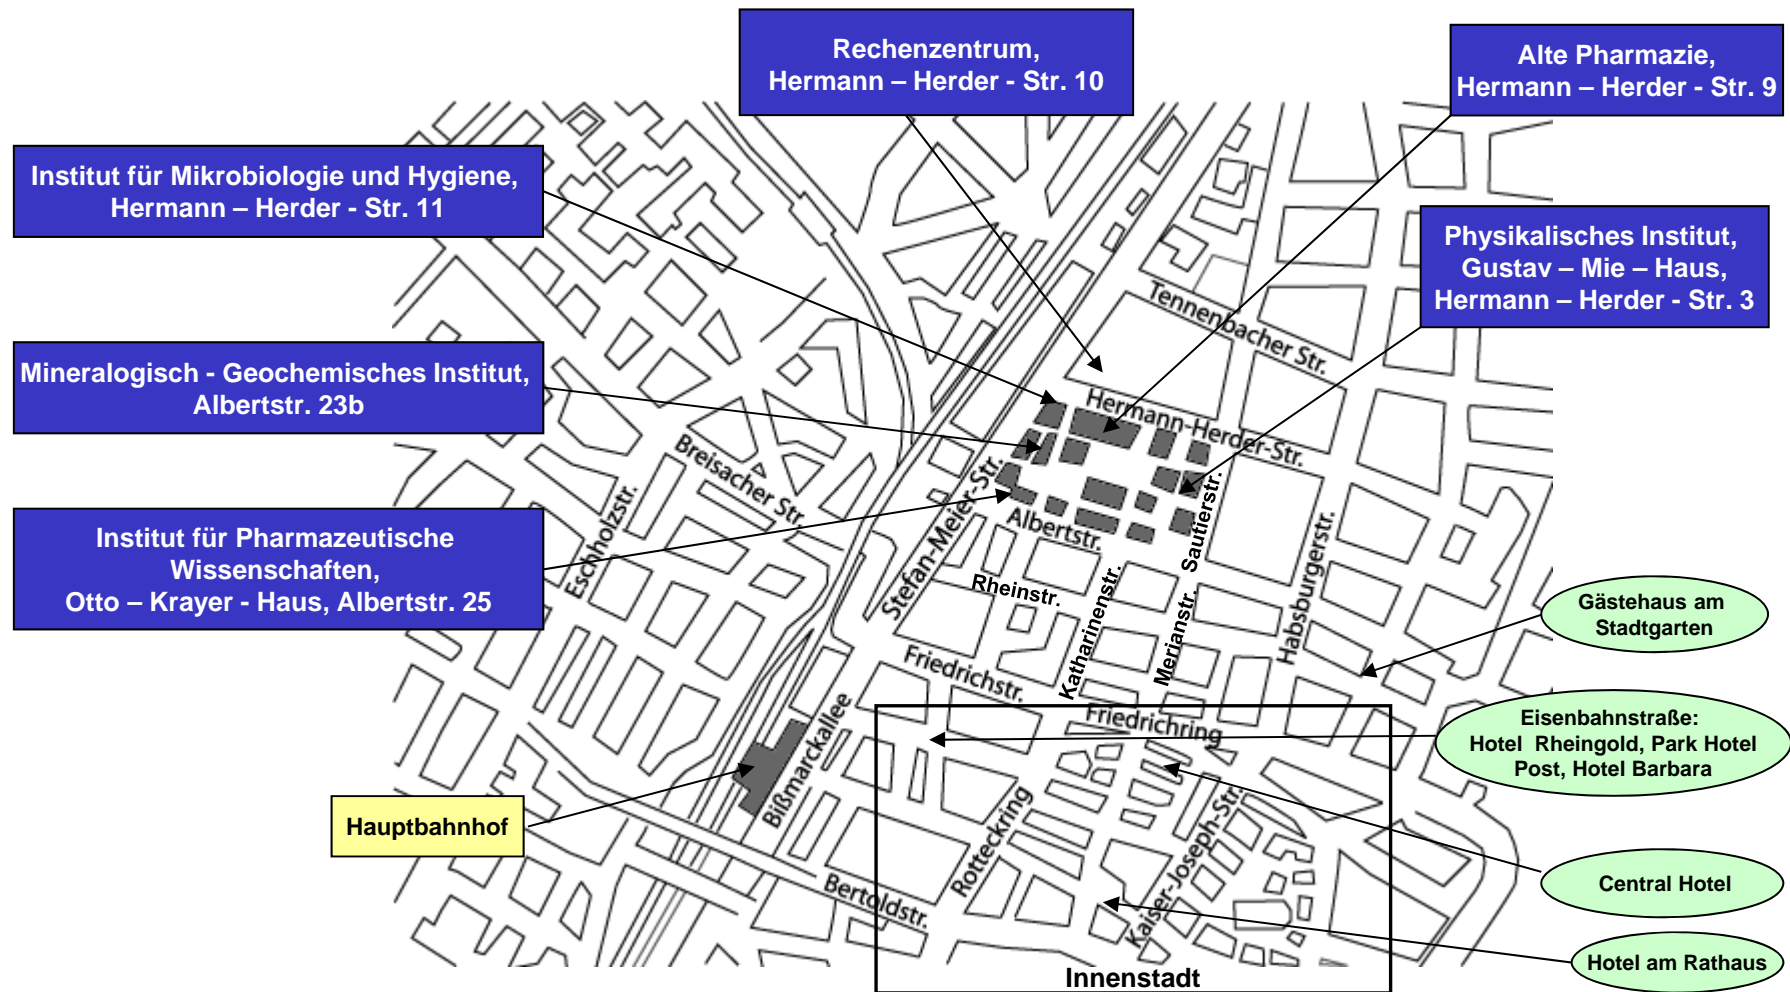 Rechenzentrum,
Hermann – Herder - Str. 10
Alte Pharmazie,
Hermann – Herder - Str. 9
Institut für Mikrobiologie und Hygiene,
Hermann – Herder - Str. 11
Physikalisches Institut,
Gustav – Mie – Haus,
Hermann – Herder - Str. 3
Mineralogisch - Geochemisches Institut,
Albertstr. 23b
Institut für Pharmazeutische
Wissenschaften,
Otto – Krayer - Haus, Albertstr. 25
Tennenbacher Str.
Hermann-Herder-Str.
Breisacher Str.
Eschholzstr.
Stefan-Meier-Str.
Albertstr.
Sautierstr.
Rheinstr.
Katharinenstr.
Merianstr.
Habsburgerstr.
Gästehaus am
Stadtgarten
Friedrichstr.
Friedrichring
Eisenbahnstraße:
Hotel Rheingold, Park Hotel
Post, Hotel Barbara
Bißmarckallee
Hauptbahnhof
Rotteckring
Kaiser-Joseph-Str.
Bertoldstr.
Central Hotel
Hotel am Rathaus
Innenstadt